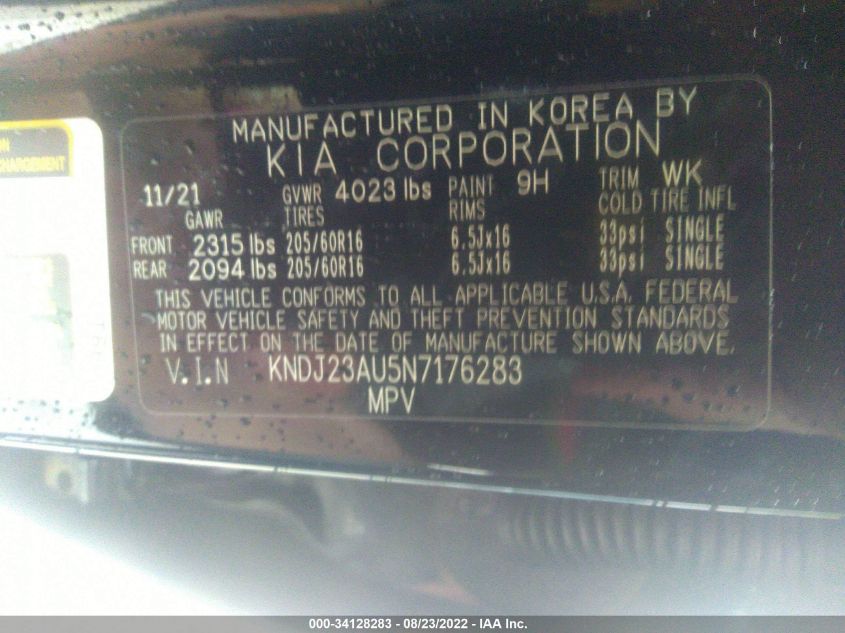 ON
CHARGEMENT
MANUFACTURED IN KOREA BY
KIA CORPORATION
11/21 GVWR 4023 lbs PAINT 9H TRIM WK
GAWR TIRES RIMS COLD TIRE INFL
FRONT 2315 lbs 205/60R16 6.5Jx16 33psi SINGLE
REAR 2094 lbs 205/60R16 6.5Jx16 33psi SINGLE
THIS VEHICLE CONFORMS TO ALL APPLICABLE U.S.A. FEDERAL
MOTOR VEHICLE SAFETY AND THEFT PREVENTION STANDARDS
IN EFFECT ON THE DATE OF MANUFACTURE SHOWN ABOVE.
V.I.N KNDJ23AU5N7176283
MPV
000-34128283 - 08/23/2022 - IAA Inc.